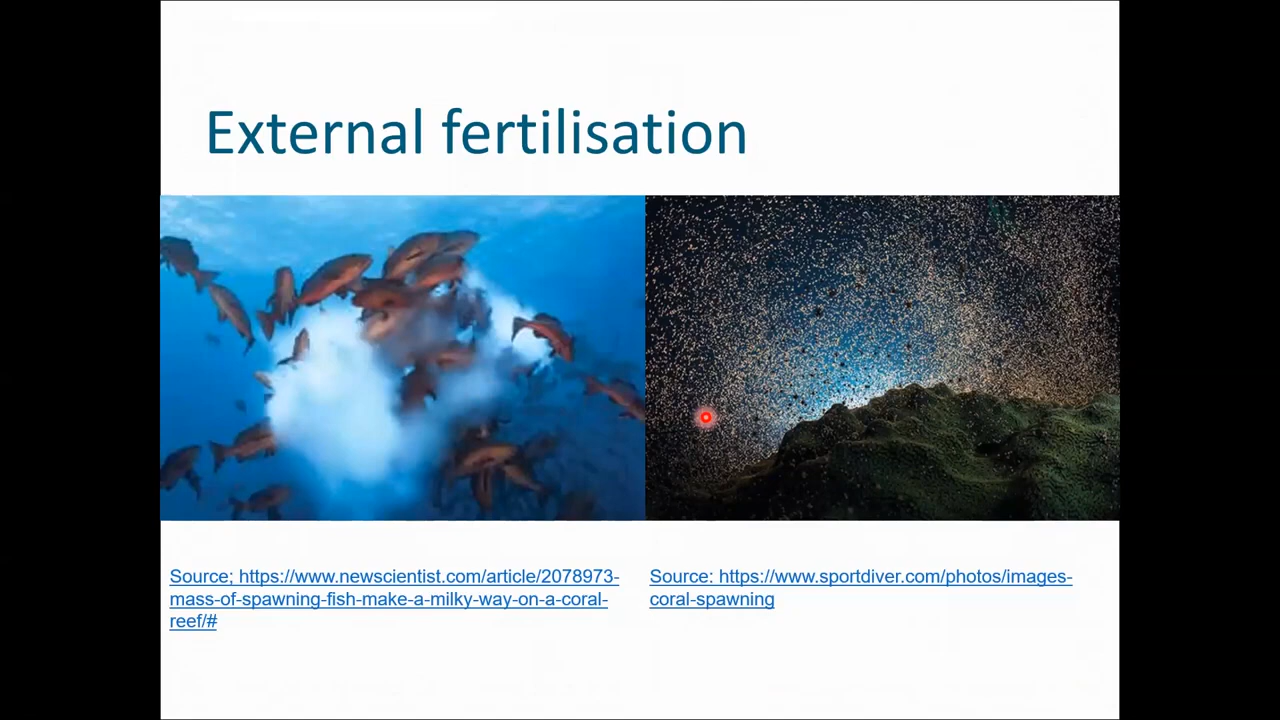 External fertilisation
Source; https://www.newscientist.com/article/2078973-
mass-of-spawning-fish-make-a-milky-way-on-a-coral-
reef/#
Source: https://www.sportdiver.com/photos/images-
coral-spawning